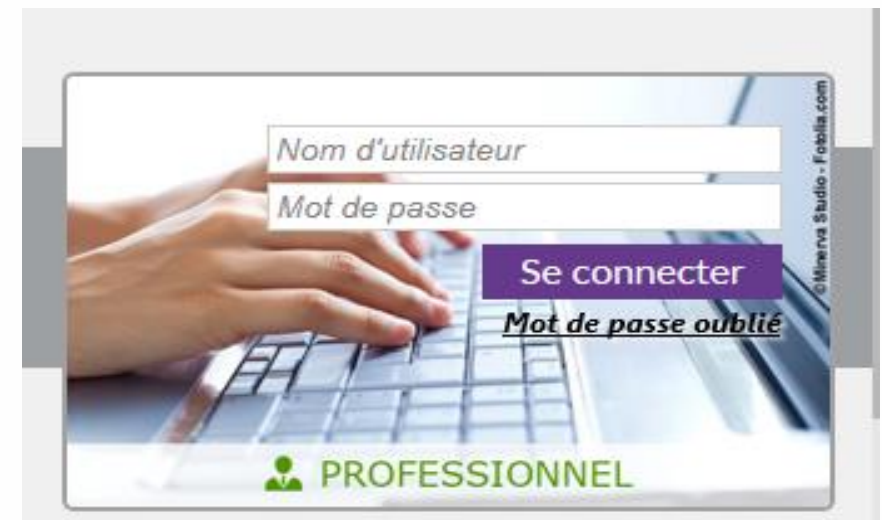 Nom d'utilisateur
Mot de passe
Se connecter
Mot de passe oublié
PROFESSIONNEL
©Minerva Studio - Fotolia.com